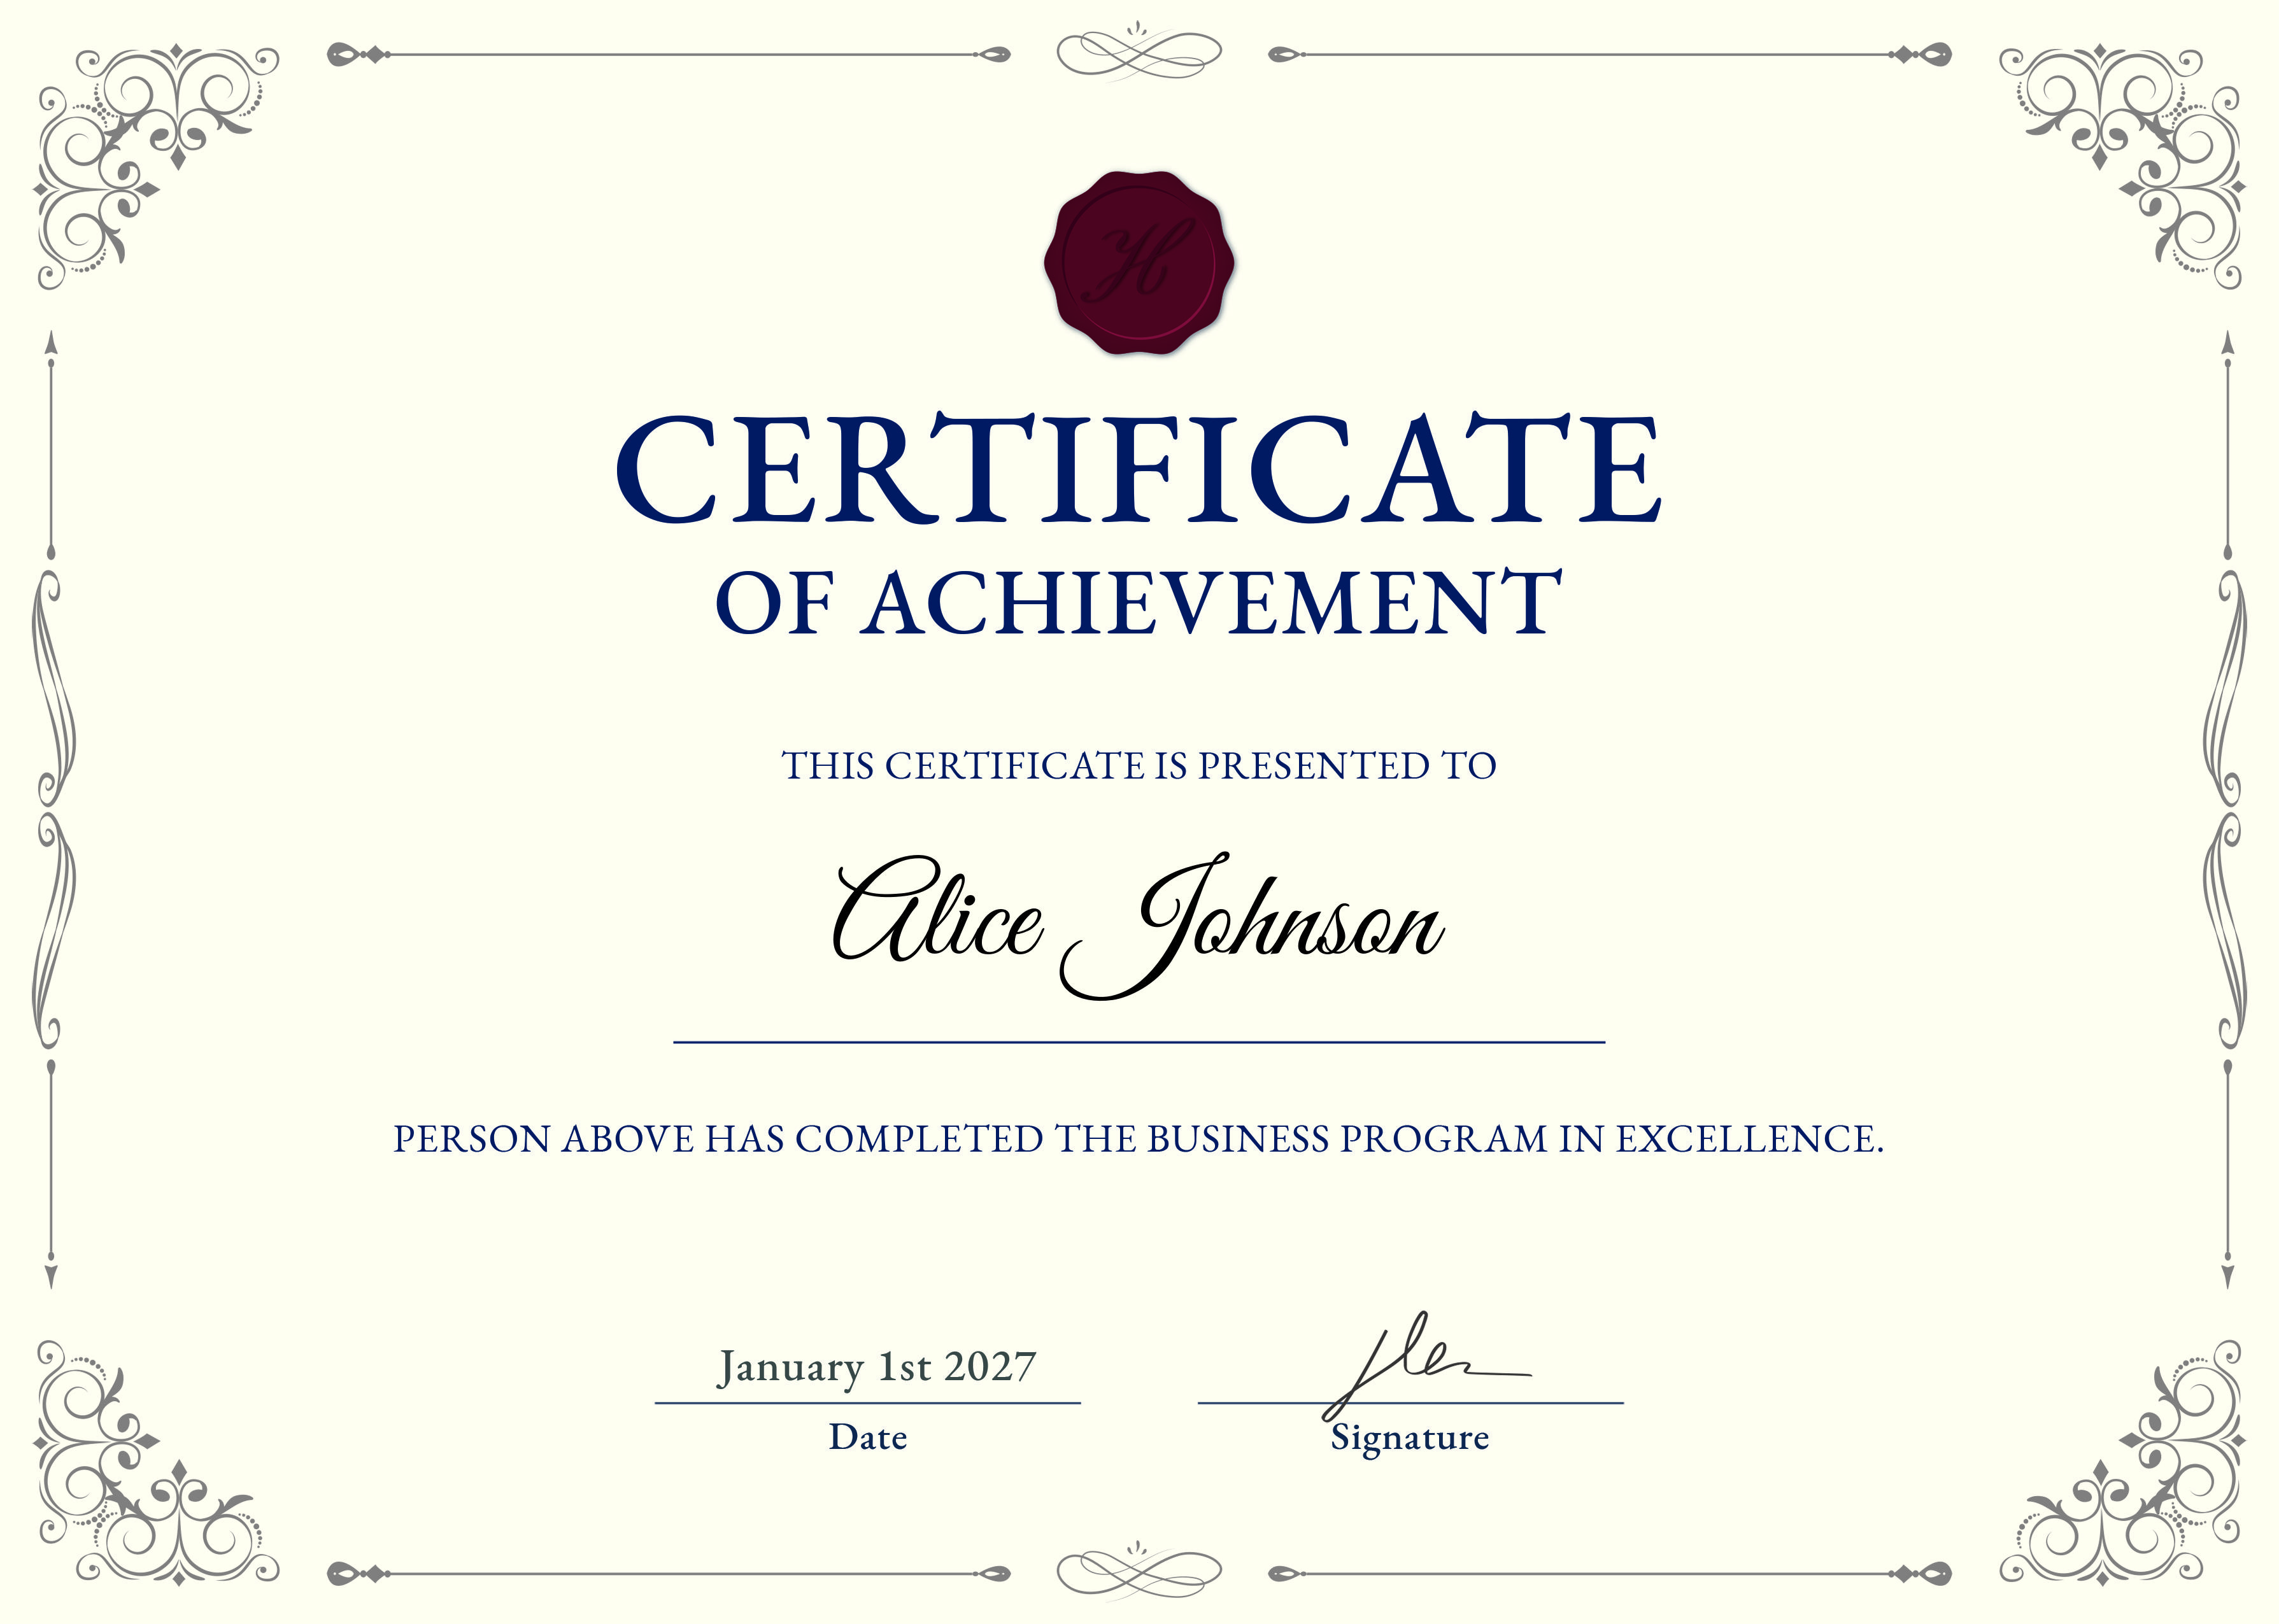 H
CERTIFICATE
OF ACHIEVEMENT
THIS CERTIFICATE IS PRESENTED TO
Alice Johnson
PERSON ABOVE HAS COMPLETED THE BUSINESS PROGRAM IN EXCELLENCE.
January 1st 2027
Date
Signature